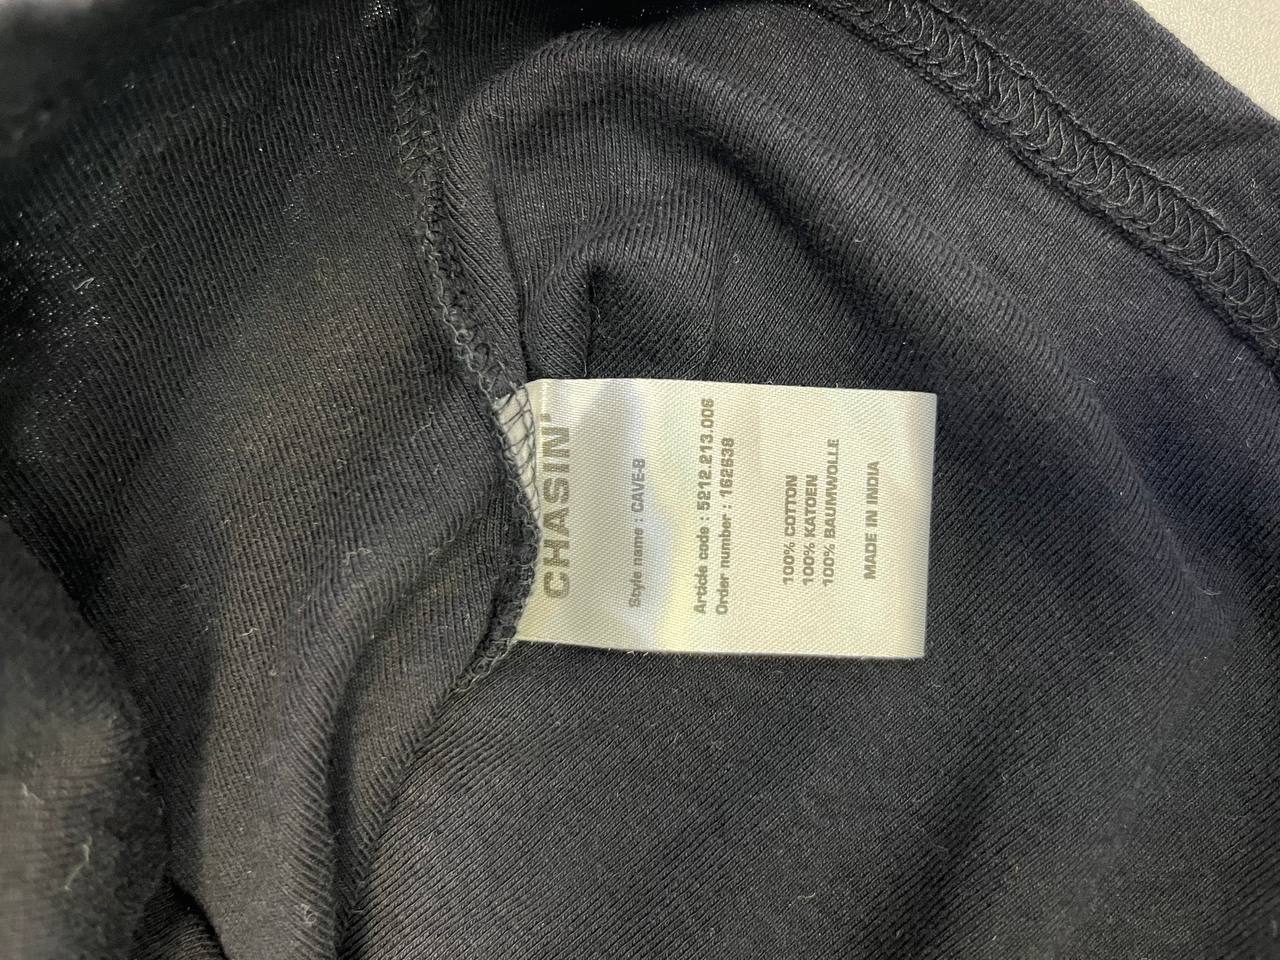 CHASIN'
Style name : CAVE-B
Article code : 5212.213.006
Order number : 162638
100% COTTON
100% KATOEN
100% BAUMWOLLE
MADE IN INDIA